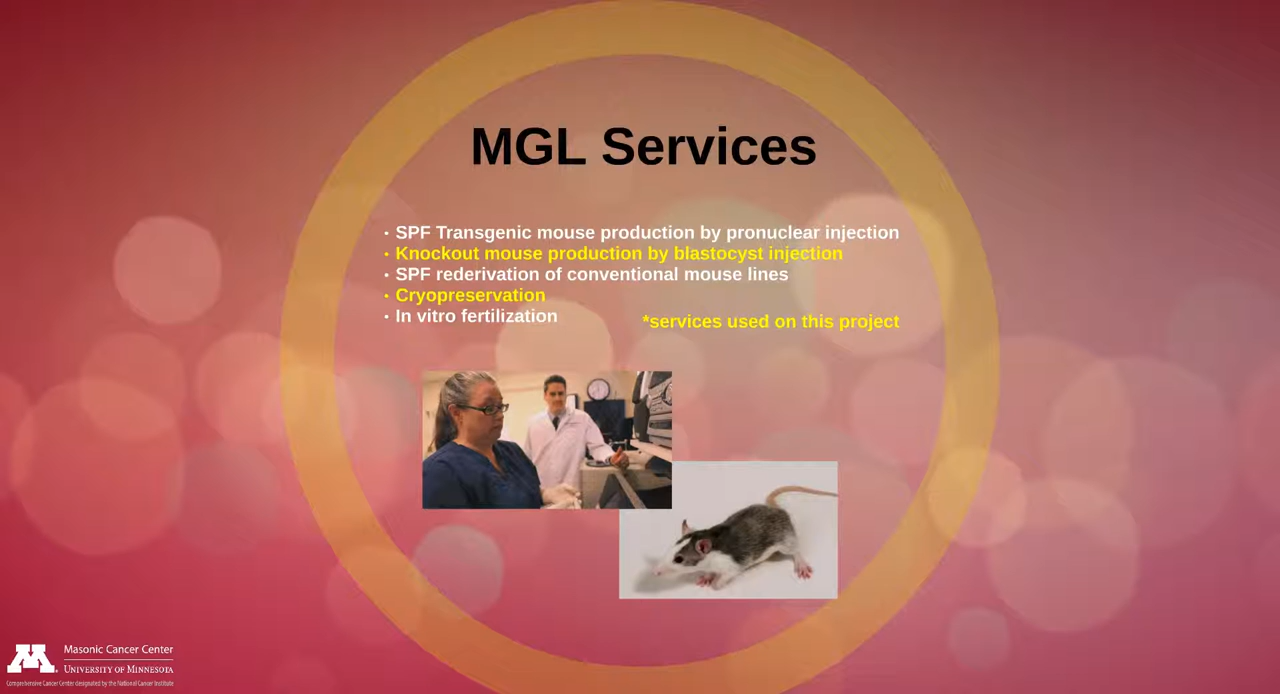 MGL Services
• SPF Transgenic mouse production by pronuclear injection
• Knockout mouse production by blastocyst injection
• SPF rederivation of conventional mouse lines
• Cryopreservation
• In vitro fertilization
*services used on this project
Masonic Cancer Center
UNIVERSITY OF MINNESOTA
Comprehensive Cancer Center designated by the National Cancer Institute